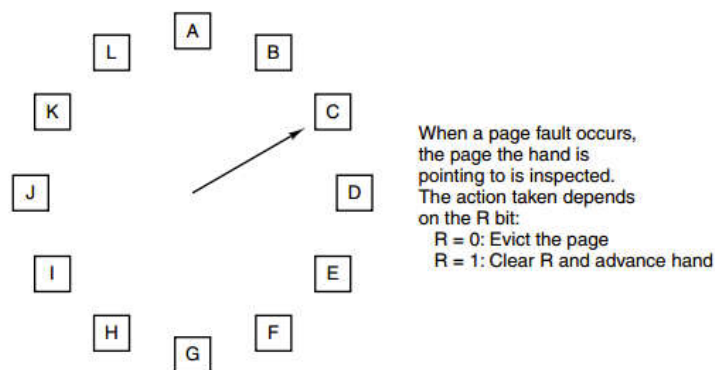 A
L
B
K
C
J
D
I
E
H
F
G
When a page fault occurs,
the page the hand is
pointing to is inspected.
The action taken depends
on the R bit:
R = 0: Evict the page
R = 1: Clear R and advance hand